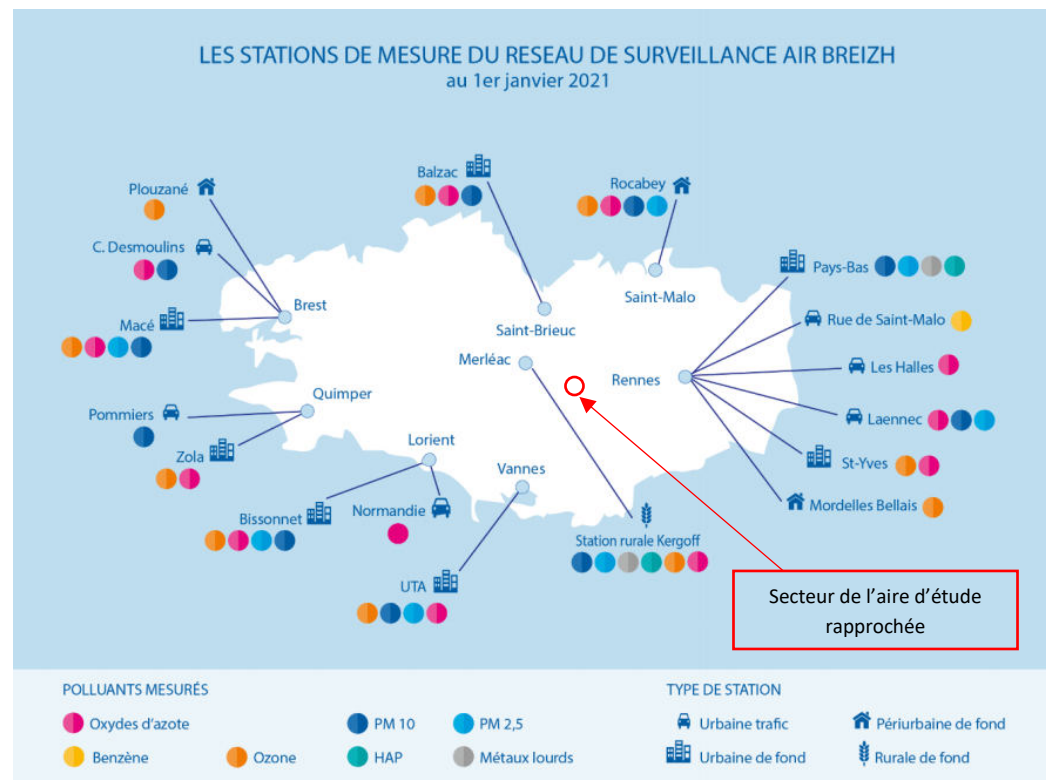 LES STATIONS DE MESURE DU RESEAU DE SURVEILLANCE AIR BREIZH
au 1er janvier 2021
Balzac
Plouzané
Rocabey
C. Desmoulins
Pays-Bas
Saint-Malo
Brest
Macé
Saint-Brieuc
Rue de Saint-Malo
Merléac
Les Halles
Rennes
Quimper
Pommiers
Laennec
Lorient
Zola
Vannes
St-Yves
Mordelles Bellais
Bissonnet
Normandie
Station rurale Kergoff
UTA
Secteur de l’aire d’étude
rapprochée
POLLUANTS MESURÉS
TYPE DE STATION
Oxydes d'azote
PM 10
PM 2,5
Urbaine trafic
Périurbaine de fond
Benzène
Ozone
HAP
Métaux lourds
Urbaine de fond
Rurale de fond